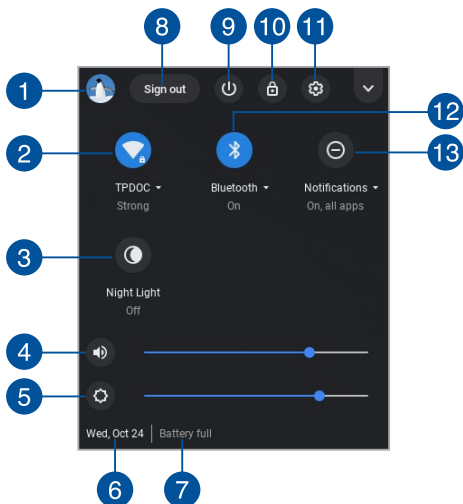 8 9 10 11
1 Sign out
12
2 13
TPDOC Bluetooth Notifications
Strong On On, all apps
3
Night Light
Off
4
5
Wed, Oct 24 Battery full
6 7